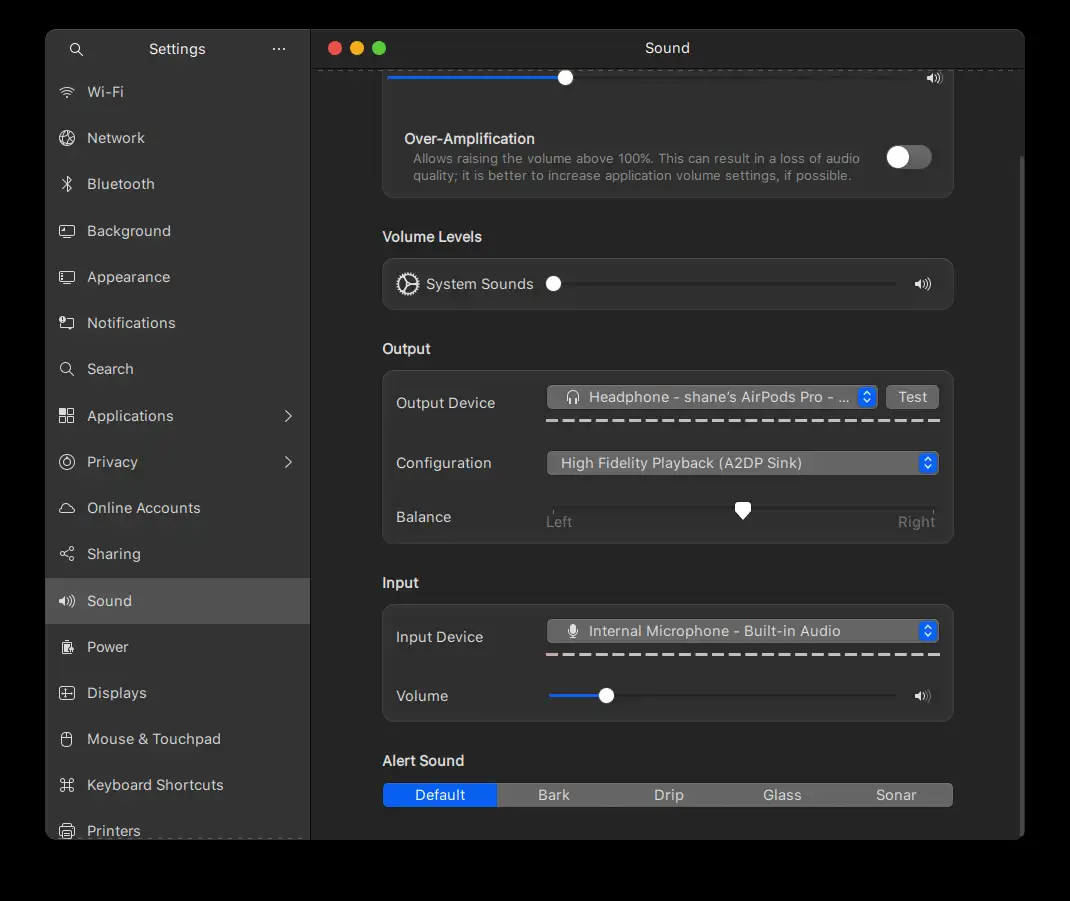 Settings
Wi-Fi
Network
Bluetooth
Background
Appearance
Notifications
Search
Applications
Privacy
Online Accounts
Sharing
Sound
Power
Displays
Mouse & Touchpad
Keyboard Shortcuts
Printers
Sound
Over-Amplification
Allows raising the volume above 100%. This can result in a loss of audio
quality; it is better to increase application volume settings, if possible.
Volume Levels
System Sounds
Output
Output Device
Headphone - shane's AirPods Pro - ...
Test
Configuration
High Fidelity Playback (A2DP Sink)
Balance
Left
Right
Input
Input Device
Internal Microphone - Built-in Audio
Volume
Alert Sound
Default
Bark
Drip
Glass
Sonar